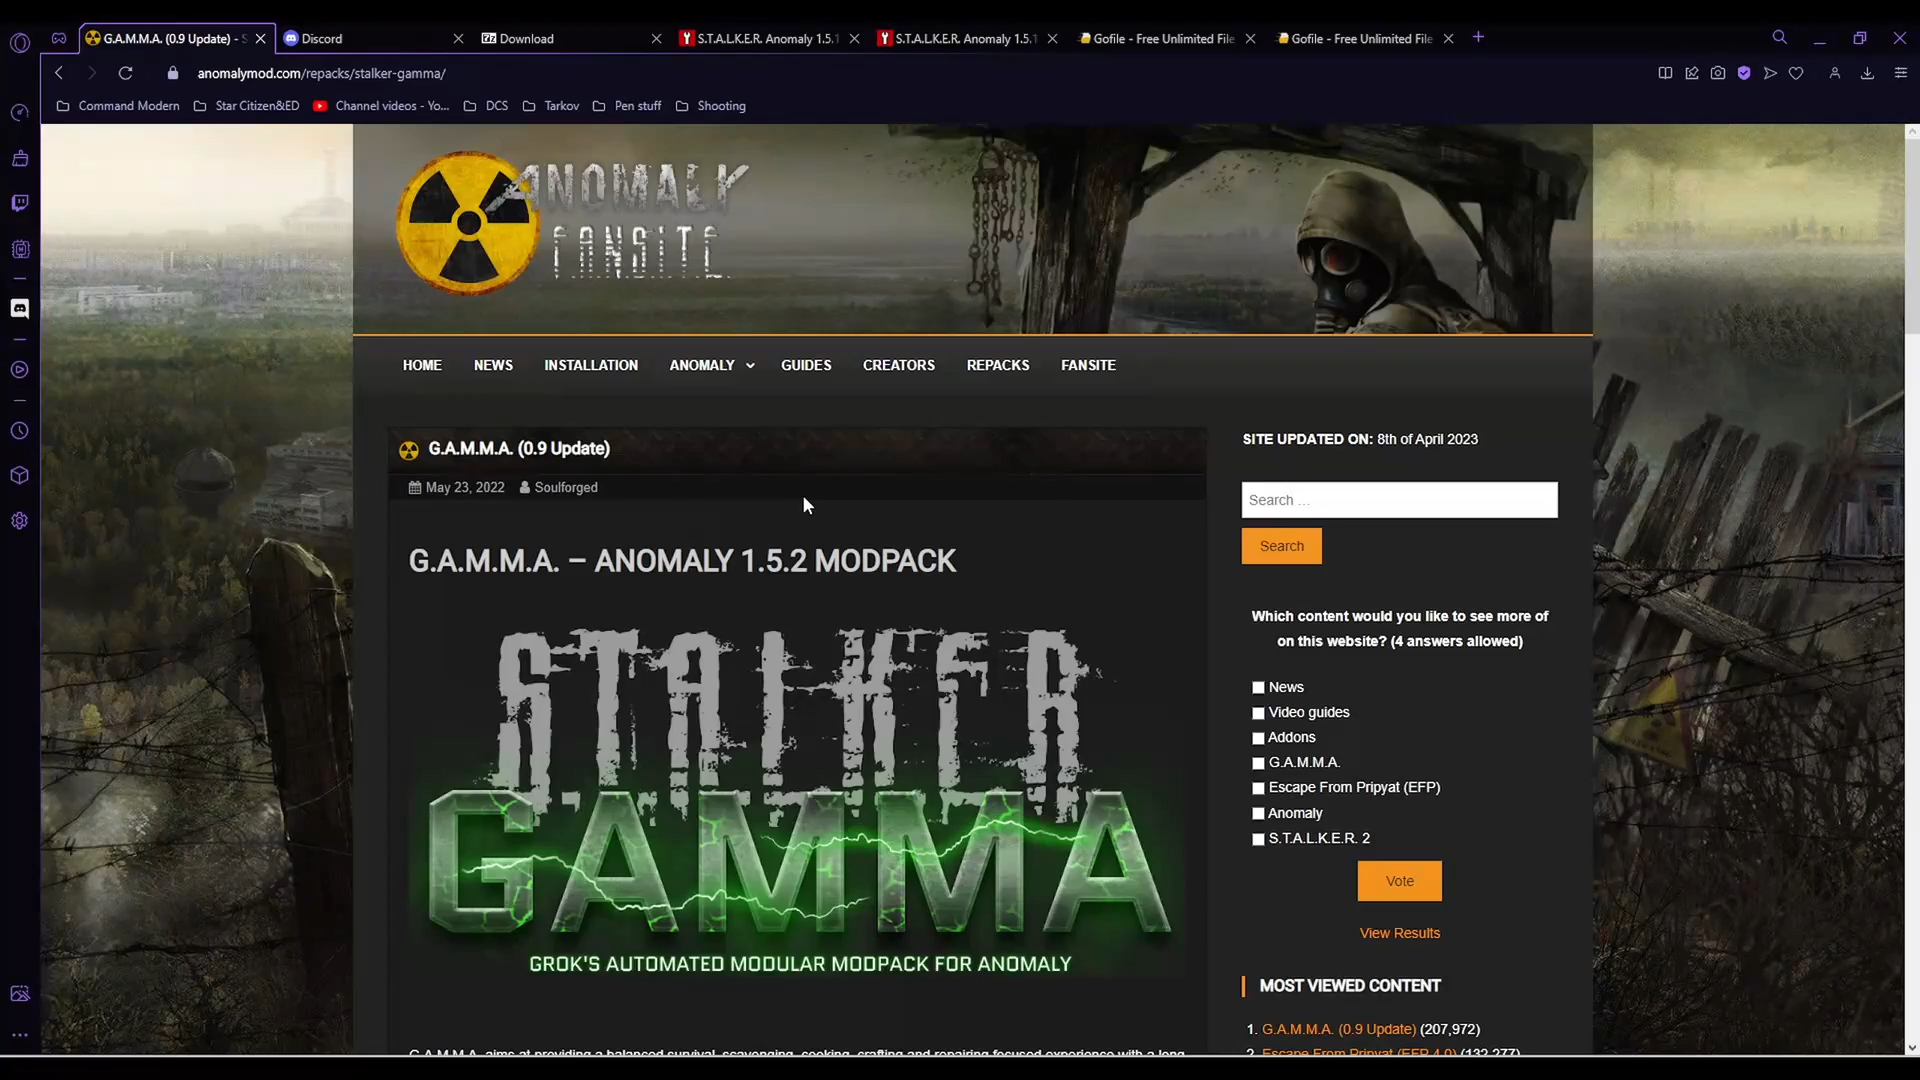 G.A.M.M.A. (0.9 Update) - S
Discord
Download
S.T.A.L.K.E.R. Anomaly 1.5.1
S.T.A.L.K.E.R. Anomaly 1.5.1
Gofile - Free Unlimited File
Gofile - Free Unlimited File
anomalymod.com/repacks/stalker-gamma/
Command Modern
Star Citizen&ED
Channel videos - Yo...
DCS
Tarkov
Pen stuff
Shooting
ANOMALY
FANSITE
HOME
NEWS
INSTALLATION
ANOMALY
GUIDES
CREATORS
REPACKS
FANSITE
G.A.M.M.A. (0.9 Update)
May 23, 2022
Soulforged
G.A.M.M.A. – ANOMALY 1.5.2 MODPACK
S.T.A.L.K.E.R
GAMMA
GROK'S AUTOMATED MODULAR MODPACK FOR ANOMALY
G.A.M.M.A. aims at providing a balanced survival, scavenging, cooking, crafting and repairing focused experience with a long
SITE UPDATED ON: 8th of April 2023
Search ...
Search
Which content would you like to see more of
on this website? (4 answers allowed)
News
Video guides
Addons
G.A.M.M.A.
Escape From Pripyat (EFP)
Anomaly
S.T.A.L.K.E.R. 2
Vote
View Results
MOST VIEWED CONTENT
1. G.A.M.M.A. (0.9 Update) (207,972)
2. Escape From Pripyat (EFP 4.0) (132,277)